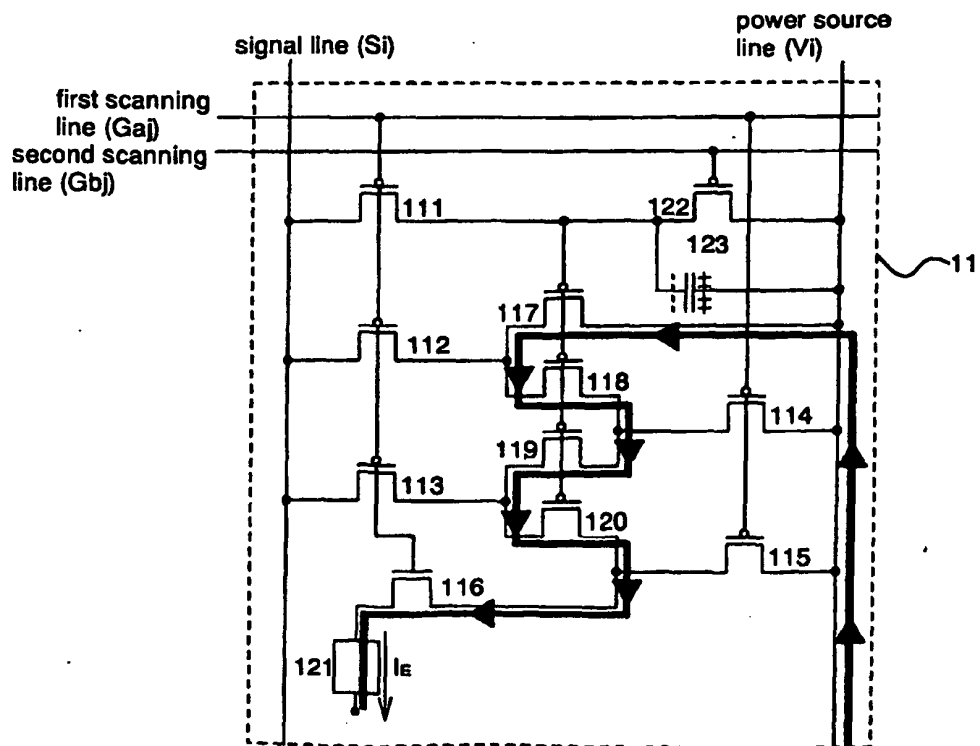 signal line (Si)
power source
line (Vi)
first scanning
line (Gaj)
second scanning
line (Gbj)
111
122
123
11
117
112
118
114
119
113
120
115
116
121
IE